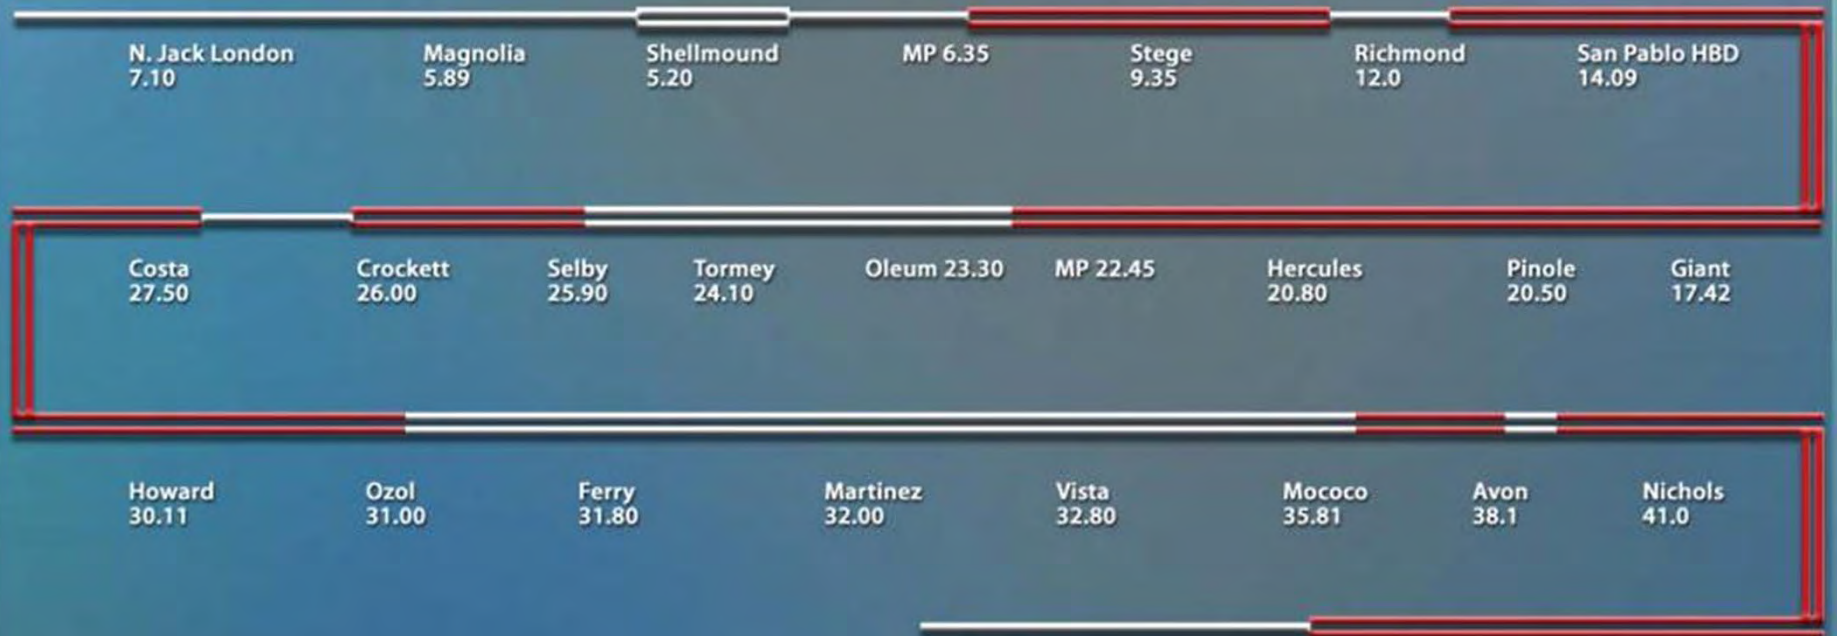 N. Jack London
7.10
Magnolia
5.89
Shellmound
5.20
MP 6.35
Stege
9.35
Richmond
12.0
San Pablo HBD
14.09
Costa
27.50
Crockett
26.00
Selby
25.90
Tormey
24.10
Oleum 23.30
MP 22.45
Hercules
20.80
Pinole
20.50
Giant
17.42
Howard
30.11
Ozol
31.00
Ferry
31.80
Martinez
32.00
Vista
32.80
Mococo
35.81
Avon
38.1
Nichols
41.0